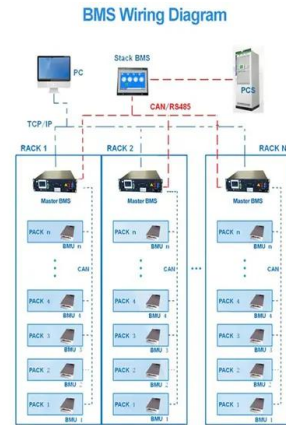 BMS Wiring Diagram
PC
Stack BMS
PCS
CAN/RS485
TCP/IP
RACK 1
RACK 2
RACK N
Master BMS
Master BMS
Master BMS
PACK n
PACK n
PACK n
BMU n
BMU n
BMU n
CAN
CAN
CAN
PACK 4
PACK 4
PACK 4
BMU 4
BMU 4
BMU 4
PACK 3
PACK 3
PACK 3
BMU 3
BMU 3
BMU 3
PACK 2
PACK 2
PACK 2
BMU 2
BMU 2
BMU 2
PACK 1
PACK 1
PACK 1
BMU 1
BMU 1
BMU 1